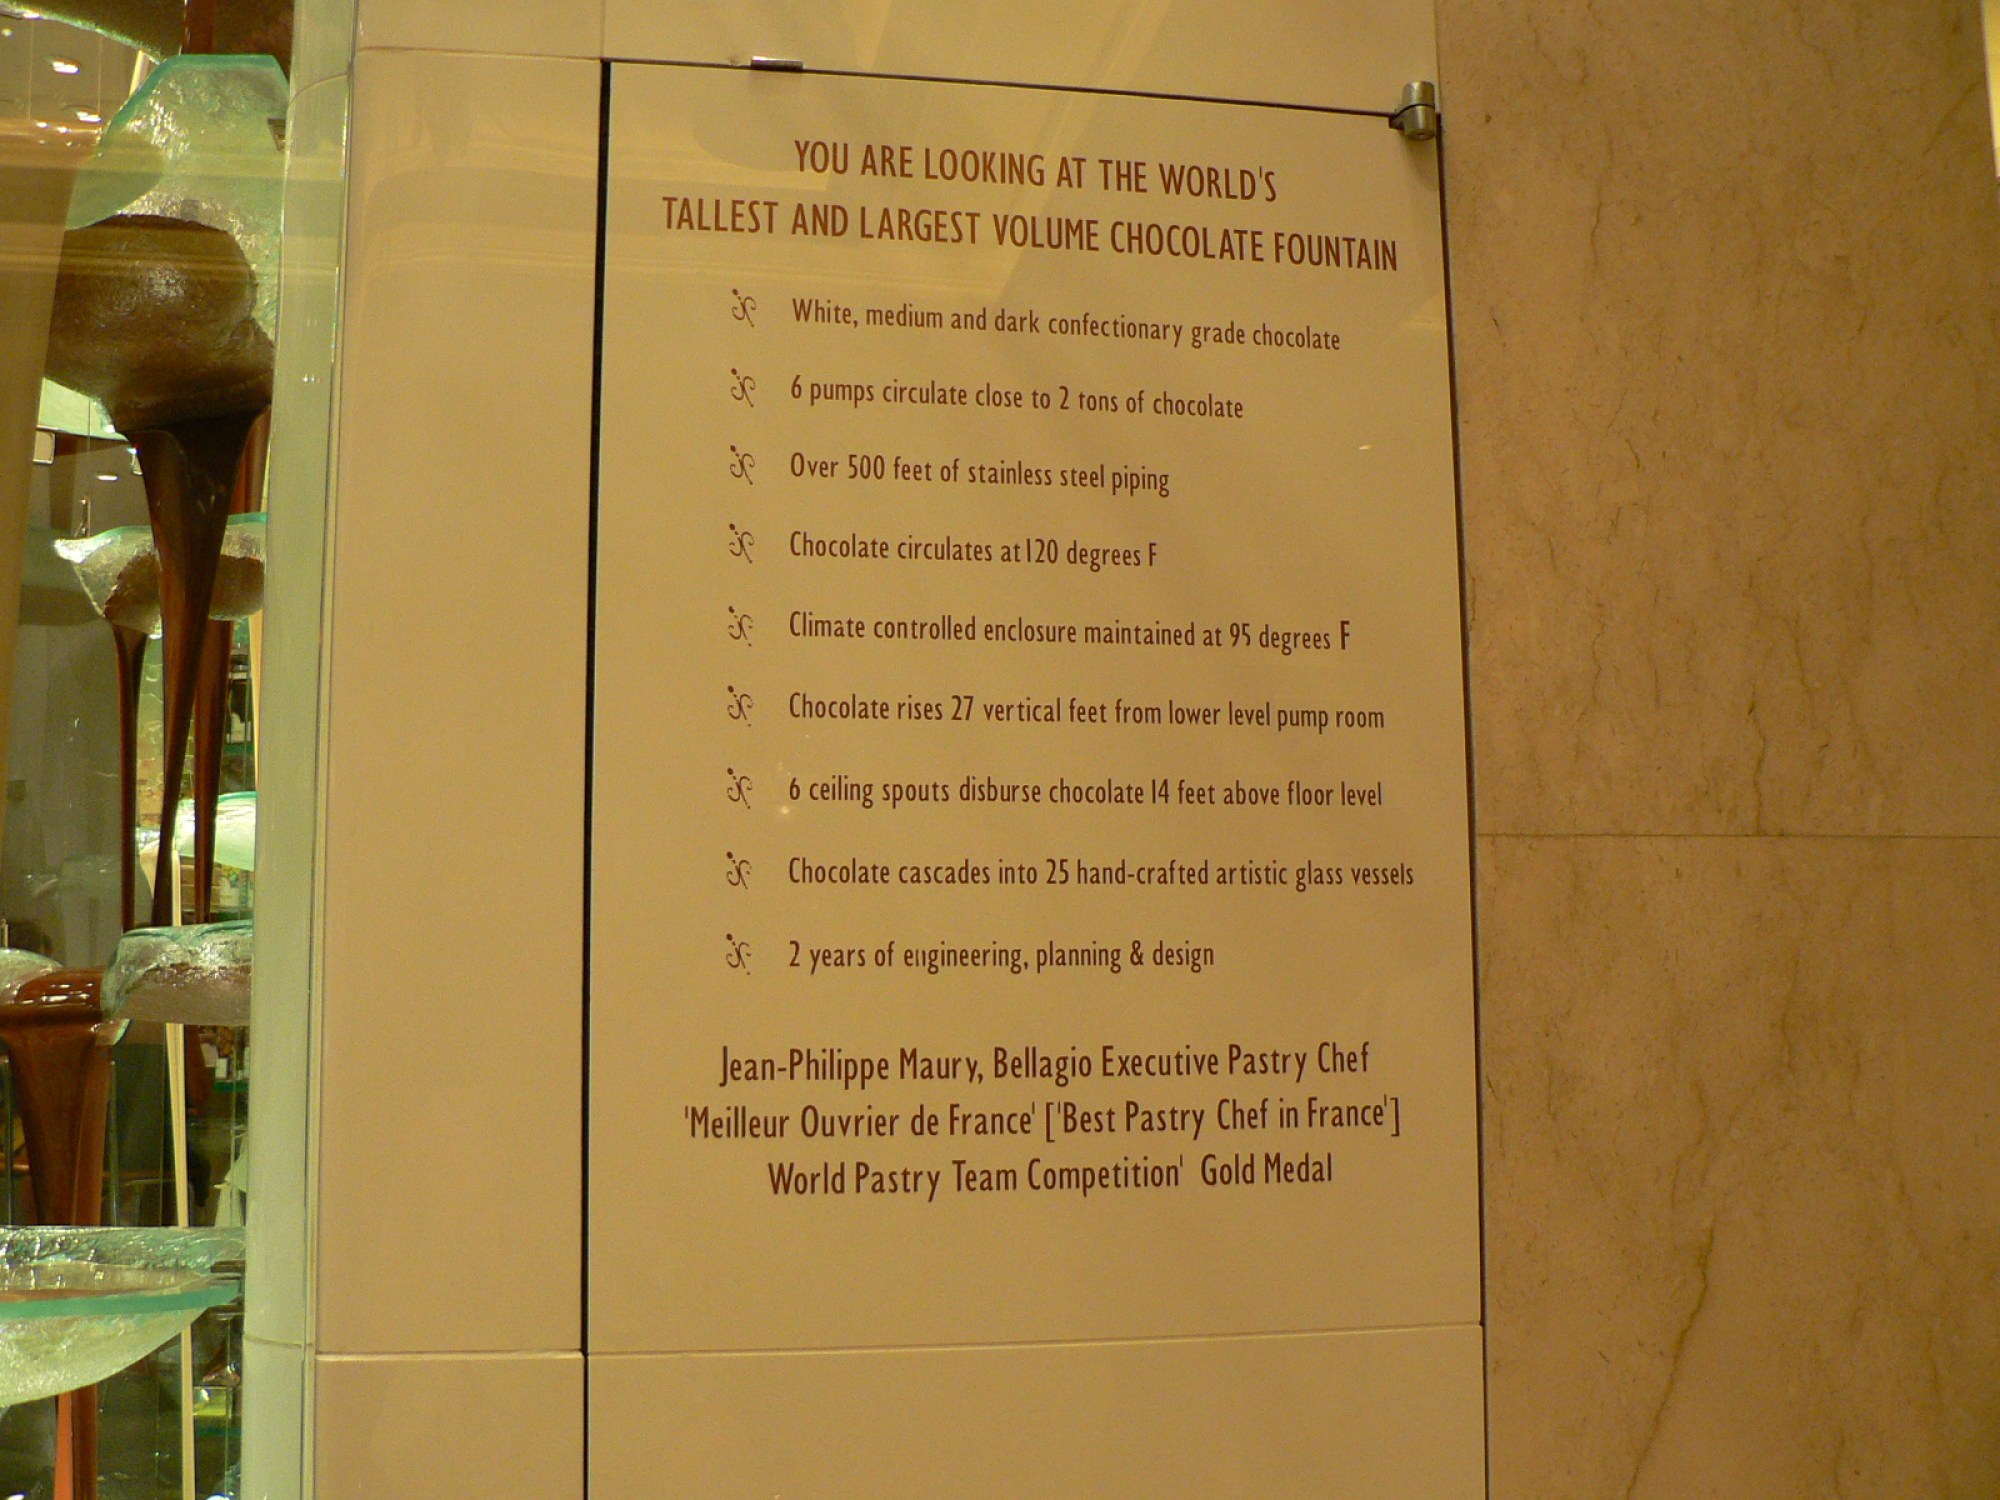 YOU ARE LOOKING AT THE WORLD'S
TALLEST AND LARGEST VOLUME CHOCOLATE FOUNTAIN
White, medium and dark confectionary grade chocolate
6 pumps circulate close to 2 tons of chocolate
Over 500 feet of stainless steel piping
Chocolate circulates at 120 degrees F
Climate controlled enclosure maintained at 95 degrees F
Chocolate rises 27 vertical feet from lower level pump room
6 ceiling spouts disburse chocolate 14 feet above floor level
Chocolate cascades into 25 hand-crafted artistic glass vessels
2 years of engineering, planning & design
Jean-Philippe Maury, Bellagio Executive Pastry Chef
'Meilleur Ouvrier de France' ['Best Pastry Chef in France']
World Pastry Team Competition' Gold Medal